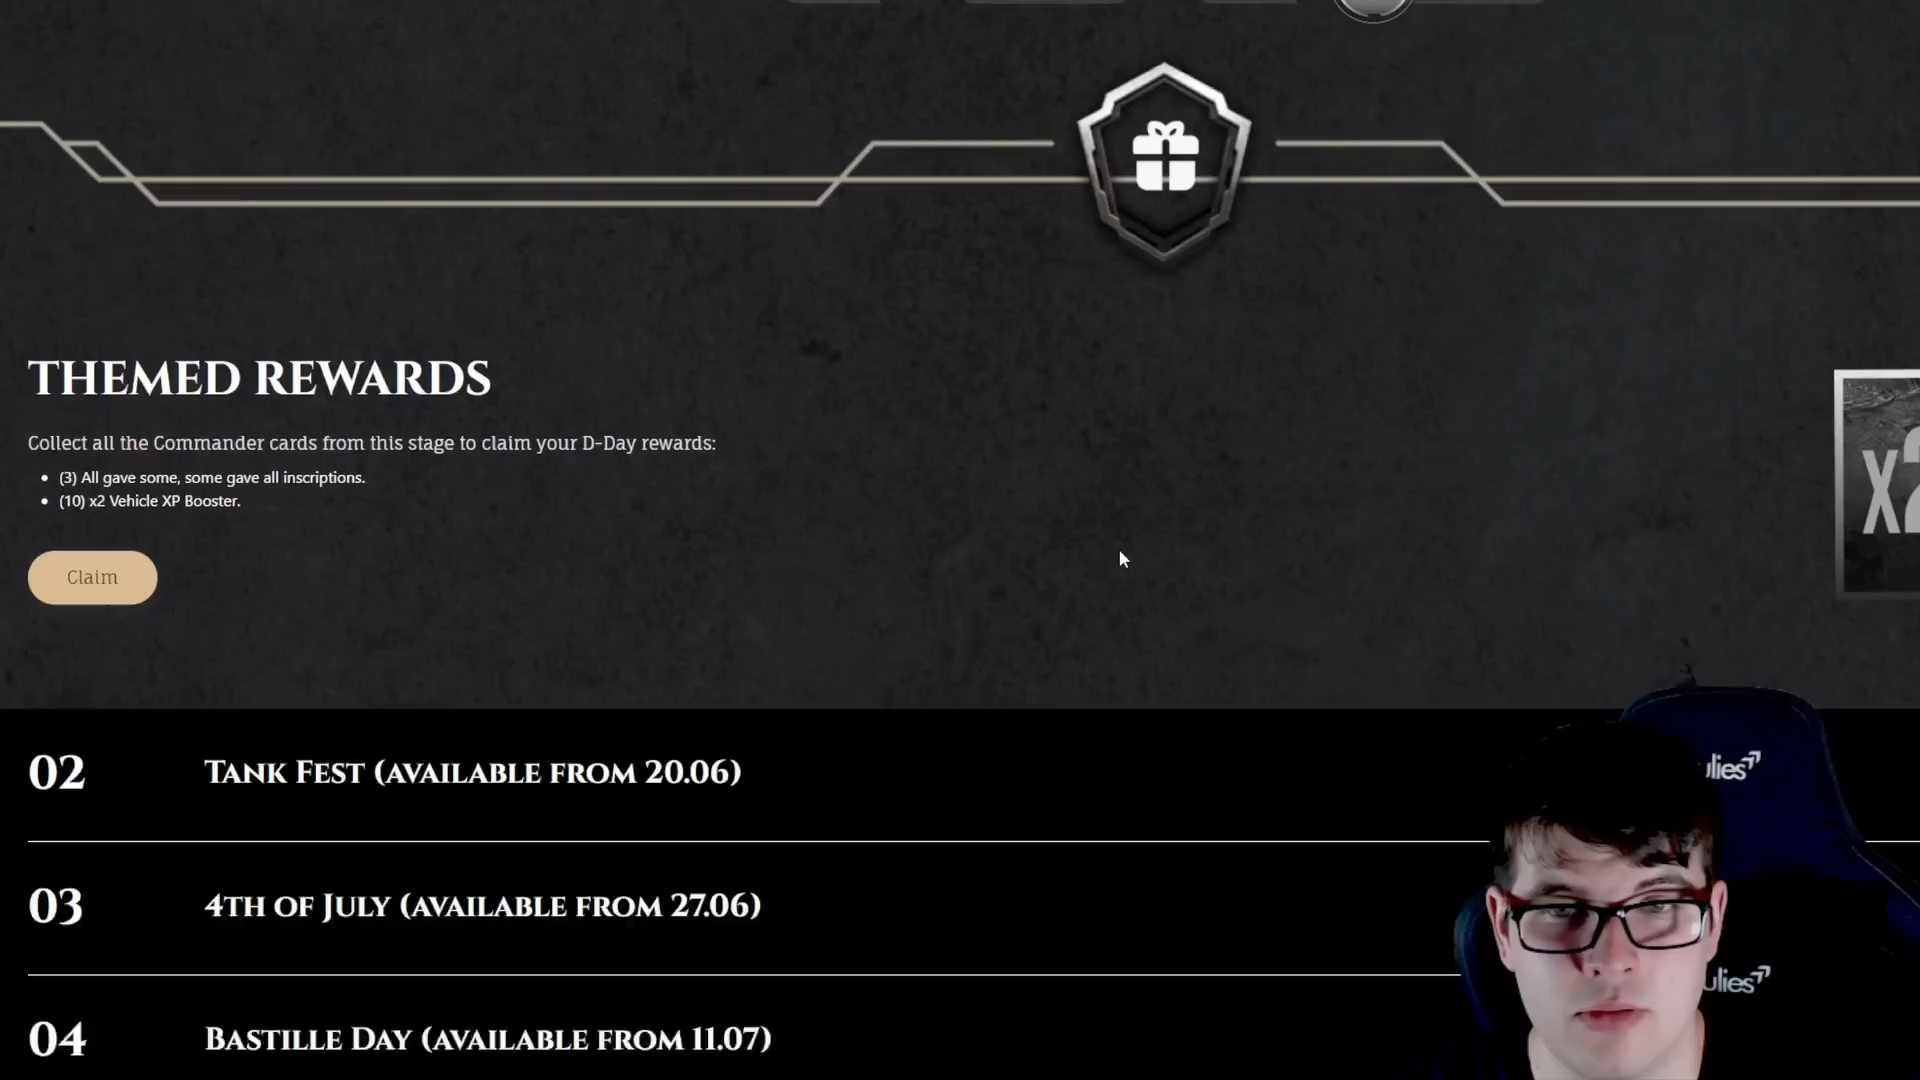 THEMED REWARDS
Collect all the Commander cards from this stage to claim your D-Day rewards:
(3) All gave some, some gave all inscriptions.
(10) x2 Vehicle XP Booster.
Claim
02 Tank Fest (available from 20.06)
03 4th of July (available from 27.06)
04 Bastille Day (available from 11.07)